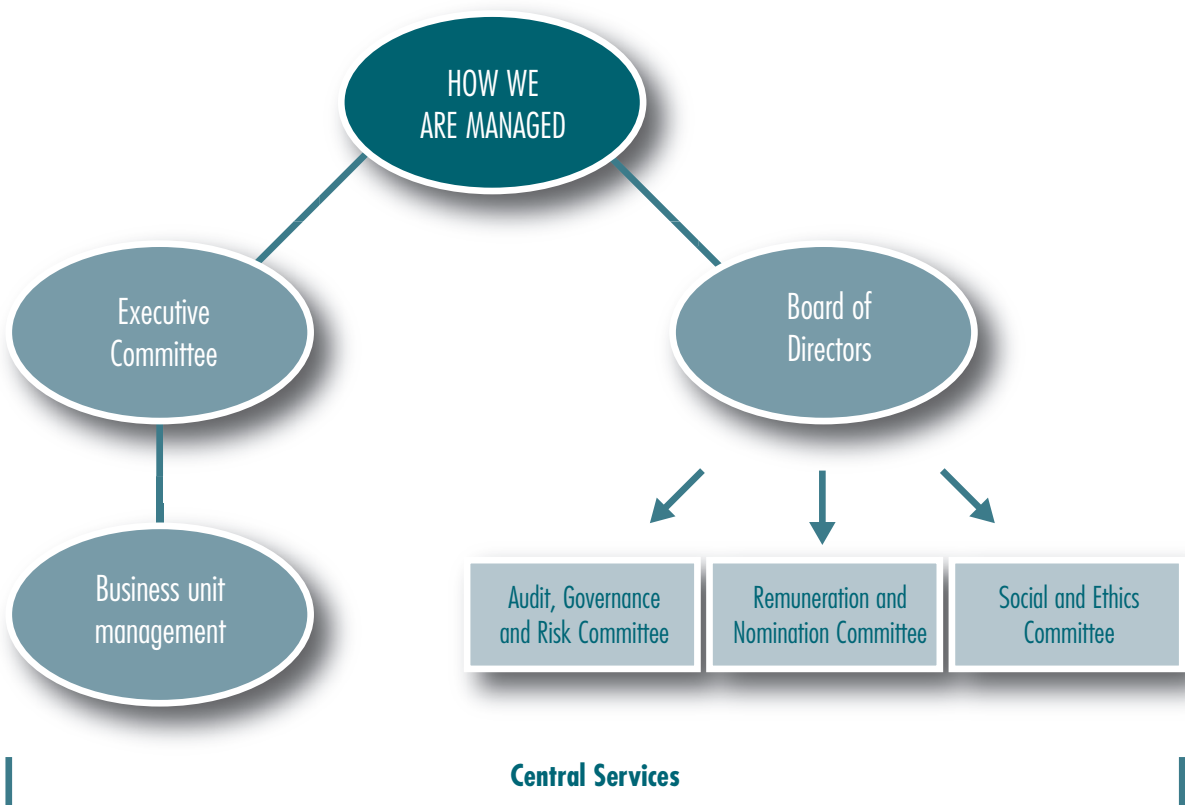 HOW WE
ARE MANAGED
Executive
Committee
Board of
Directors
Business unit
management
Audit, Governance
and Risk Committee
Remuneration and
Nomination Committee
Social and Ethics
Committee
Central Services